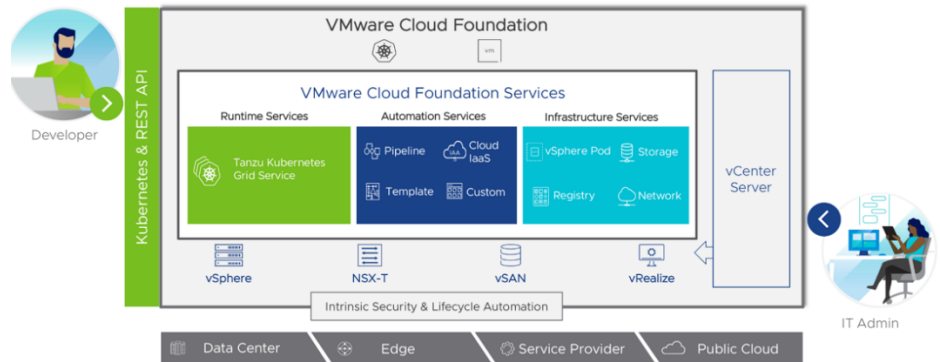 VMware Cloud Foundation
vm
Developer
Kubernetes & REST API
VMware Cloud Foundation Services
Runtime Services
Automation Services
Infrastructure Services
Tanzu Kubernetes
Grid Service
Pipeline
Cloud
IaaS
IAA
Template
Custom
vSphere Pod
Storage
Registry
Network
vCenter
Server
vSphere
NSX-T
vSAN
vRealize
Intrinsic Security & Lifecycle Automation
IT Admin
Data Center
Edge
Service Provider
Public Cloud